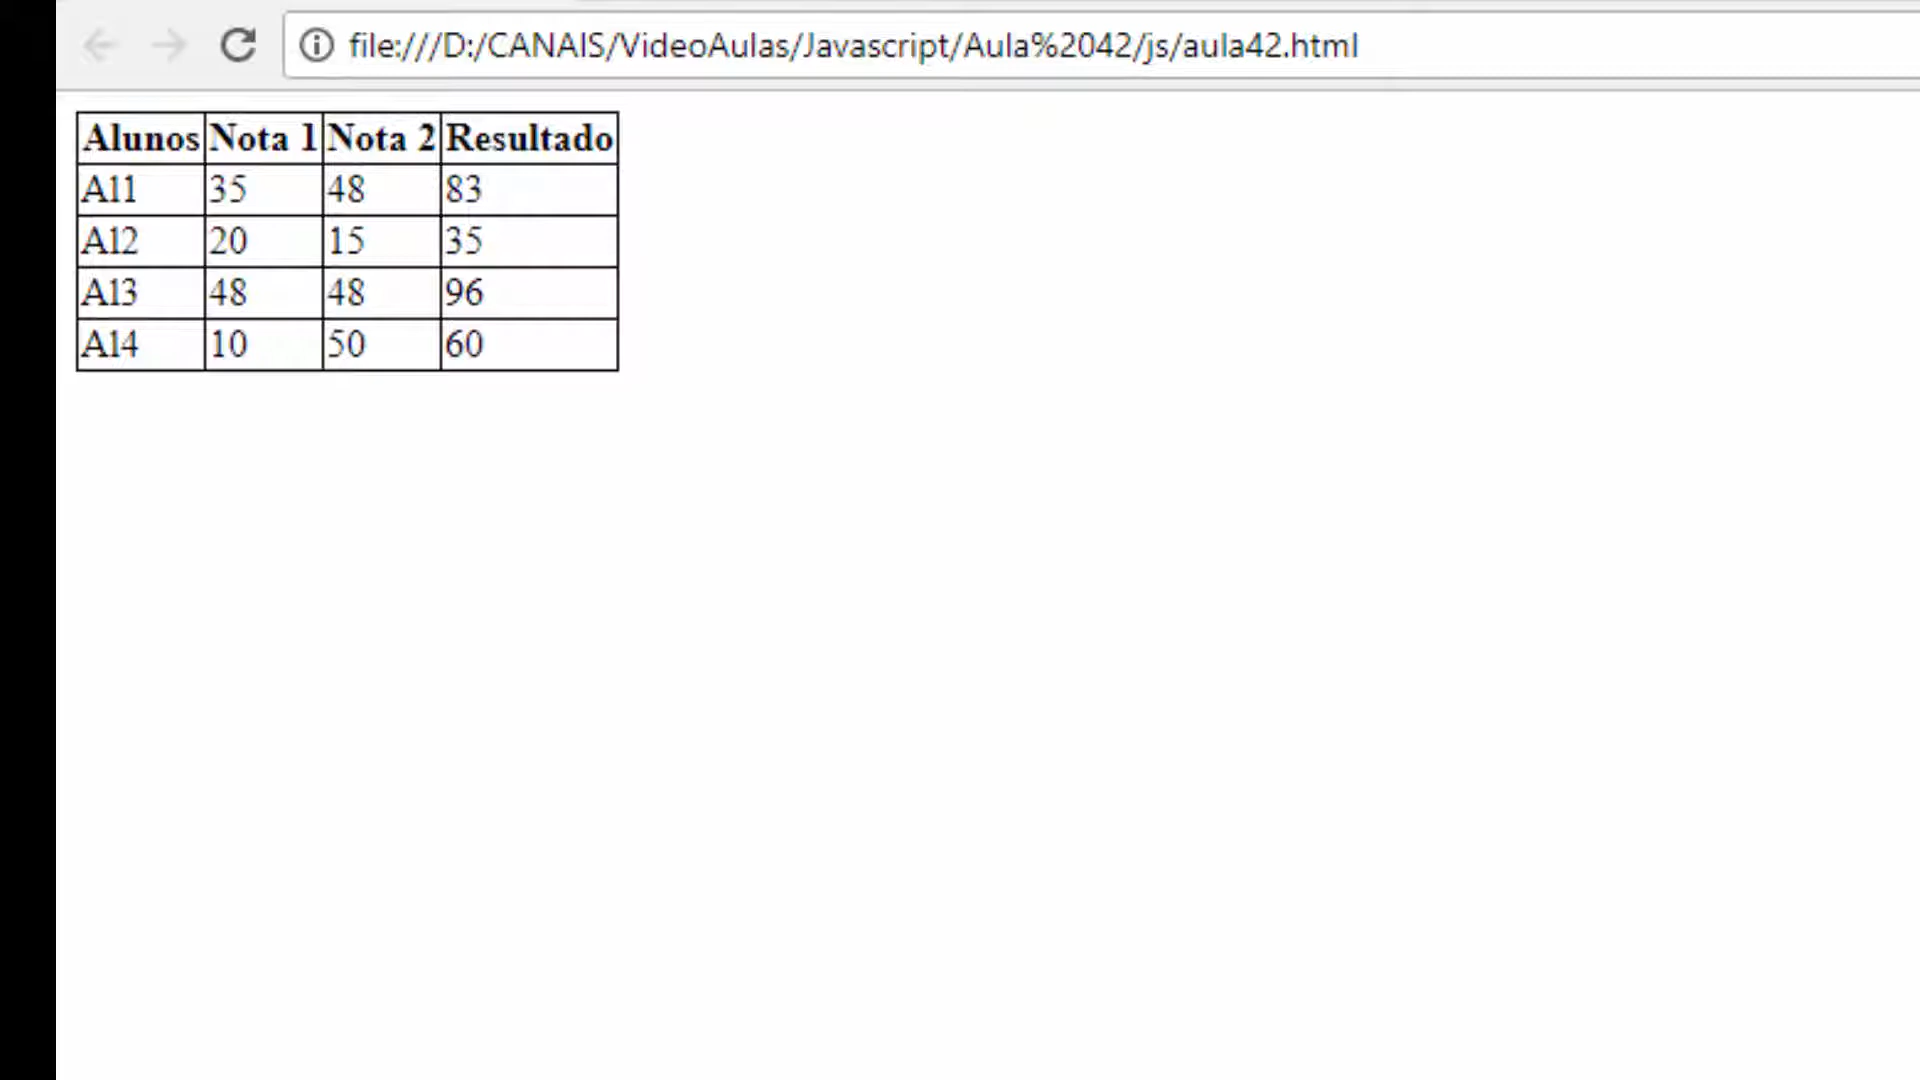 file:///D:/CANAIS/VideoAulas/Javascript/Aula%2042/js/aula42.html
Alunos Nota 1 Nota 2 Resultado
Al1 35 48 83
Al2 20 15 35
Al3 48 48 96
Al4 10 50 60